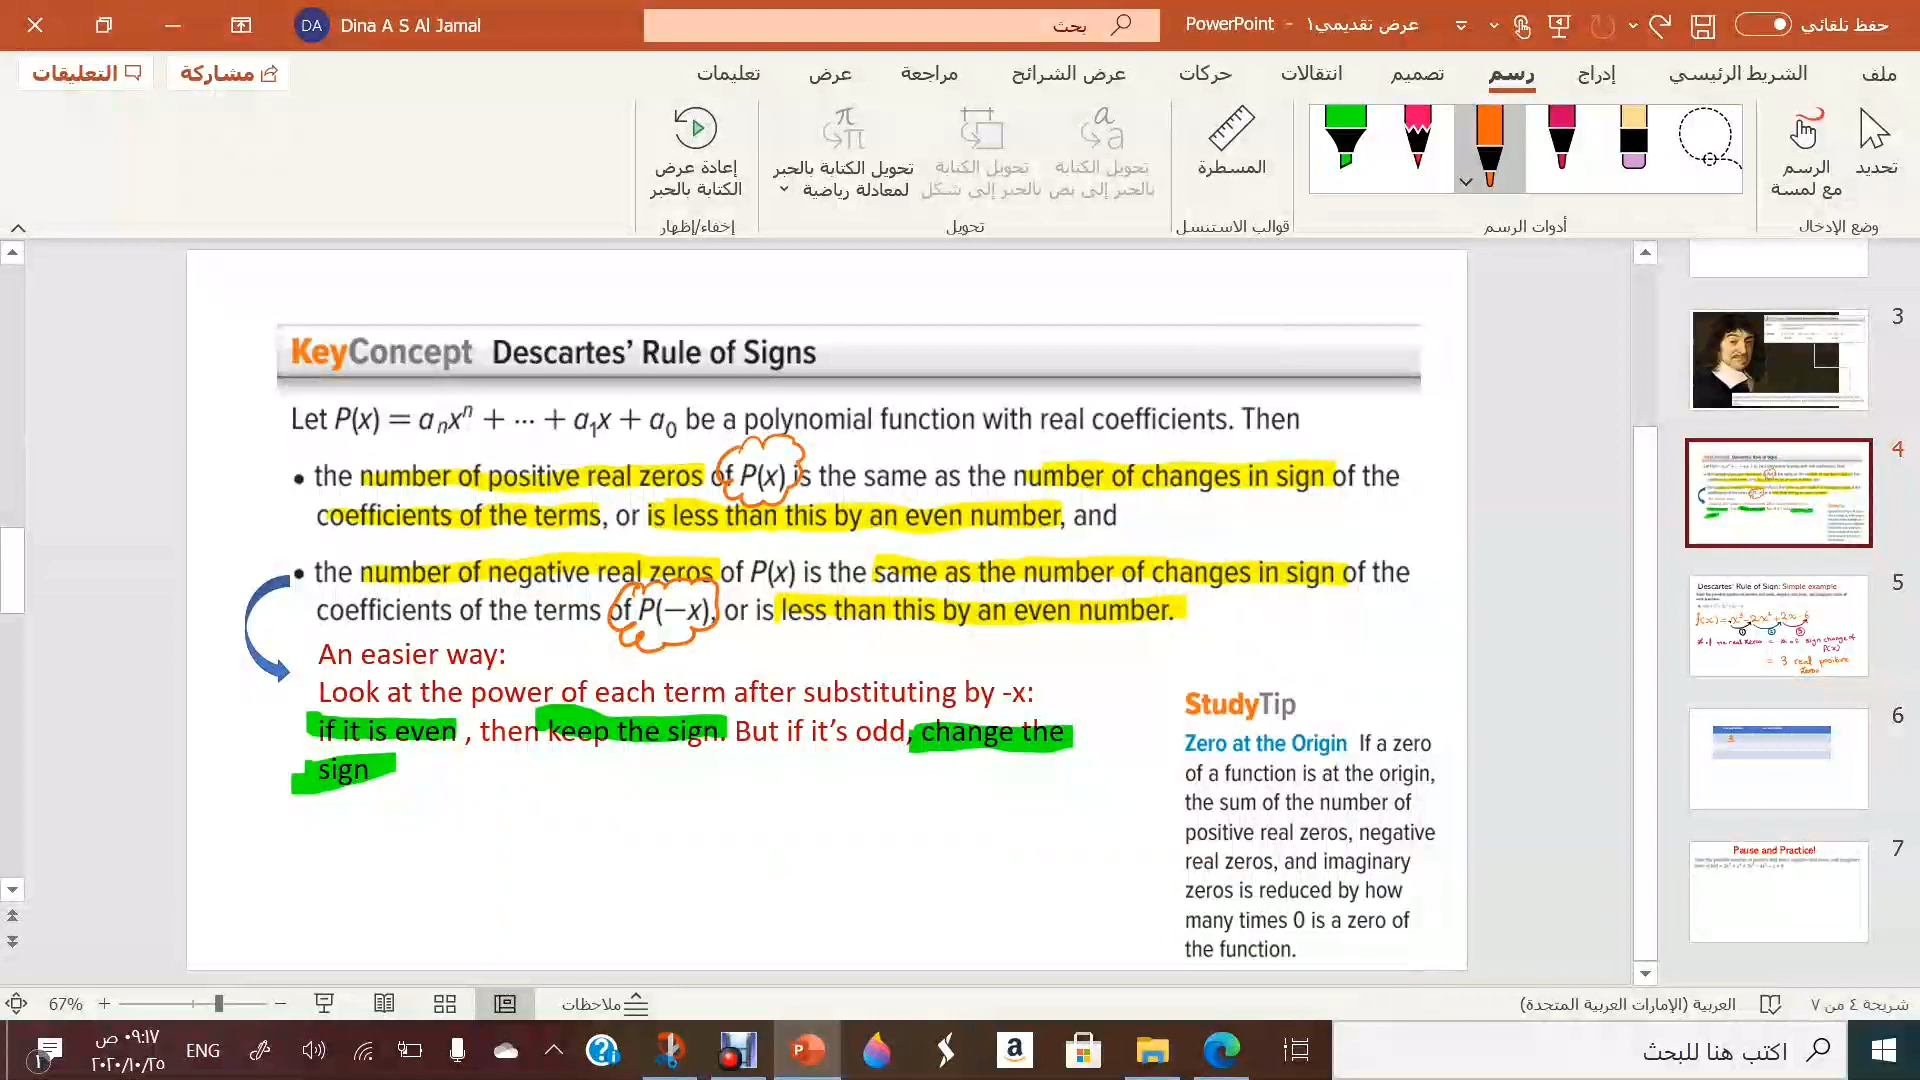 Dina A S Al Jamal
DA
بحث
PowerPoint - عرض تقديمي١
حفظ تلقائي
ملف
الشريط الرئيسي
إدراج
رسم
تصميم
انتقالات
حركات
عرض الشرائح
مراجعة
عرض
تعليمات
مشاركة
التعليقات
تحديد
الرسم
مع لمسة
المسطرة
تحويل الكتابة
بالحبر إلى نص
تحويل الكتابة
بالحبر إلى شكل
تحويل الكتابة بالحبر
لمعادلة رياضية
إعادة عرض
الكتابة بالحبر
وضع الإدخال
أدوات الرسم
قوالب الاستنسل
تحويل
إخفاء/إظهار
KeyConcept Descartes' Rule of Signs
Let P(x) = aₙxⁿ + ··· + a₁x + a₀ be a polynomial function with real coefficients. Then
• the number of positive real zeros of P(x) is the same as the number of changes in sign of the
coefficients of the terms, or is less than this by an even number, and
• the number of negative real zeros of P(x) is the same as the number of changes in sign of the
coefficients of the terms of P(−x), or is less than this by an even number.
An easier way:
Look at the power of each term after substituting by -x:
if it is even , then keep the sign. But if it's odd, change the
sign
StudyTip
Zero at the Origin If a zero
of a function is at the origin,
the sum of the number of
positive real zeros, negative
real zeros, and imaginary
zeros is reduced by how
many times 0 is a zero of
the function.
3
4
5
Descartes' Rule of Sign: Simple example
= 3 real positive
zeros
6
7
Pause and Practice!
67%
ملاحظات
العربية (الإمارات العربية المتحدة)
شريحة ٤ من ٧
٠٩:١٧ ص
٢٠٢٠/١٠/٢٥
ENG
اكتب هنا للبحث